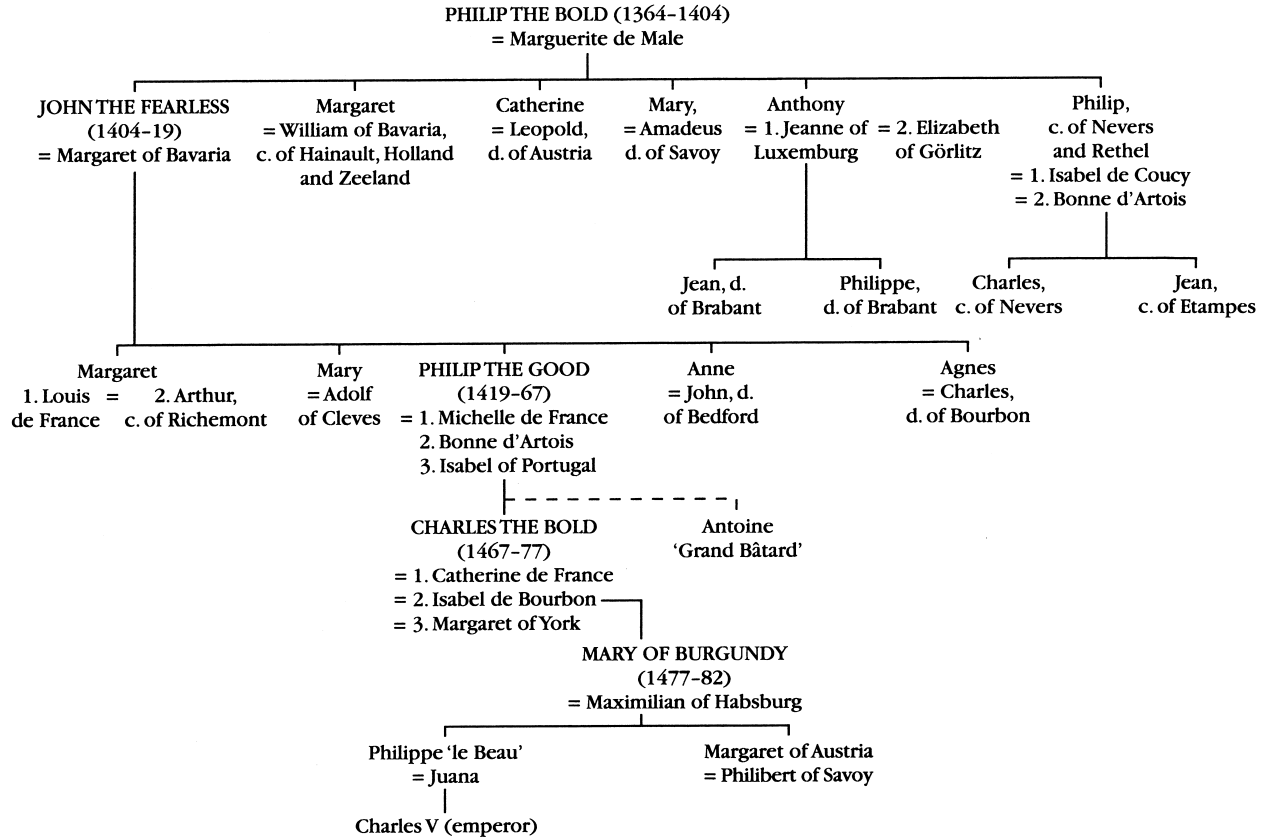 PHILIP THE BOLD (1364–1404)
= Marguerite de Male
JOHN THE FEARLESS
(1404–19)
= Margaret of Bavaria
Margaret
= William of Bavaria,
c. of Hainault, Holland
and Zeeland
Catherine
= Leopold,
d. of Austria
Mary,
= Amadeus
d. of Savoy
Anthony
= 1. Jeanne of
Luxemburg
= 2. Elizabeth
of Görlitz
Philip,
c. of Nevers
and Rethel
= 1. Isabel de Coucy
= 2. Bonne d'Artois
Jean, d.
of Brabant
Philippe,
d. of Brabant
Charles,
c. of Nevers
Jean,
c. of Etampes
Margaret
1. Louis =
de France
2. Arthur,
c. of Richemont
Mary
= Adolf
of Cleves
PHILIP THE GOOD
(1419–67)
= 1. Michelle de France
2. Bonne d'Artois
3. Isabel of Portugal
Anne
= John, d.
of Bedford
Agnes
= Charles,
d. of Bourbon
CHARLES THE BOLD
(1467–77)
= 1. Catherine de France
= 2. Isabel de Bourbon
= 3. Margaret of York
Antoine
‘Grand Bâtard’
MARY OF BURGUNDY
(1477–82)
= Maximilian of Habsburg
Philippe ‘le Beau’
= Juana
Margaret of Austria
= Philibert of Savoy
Charles V (emperor)